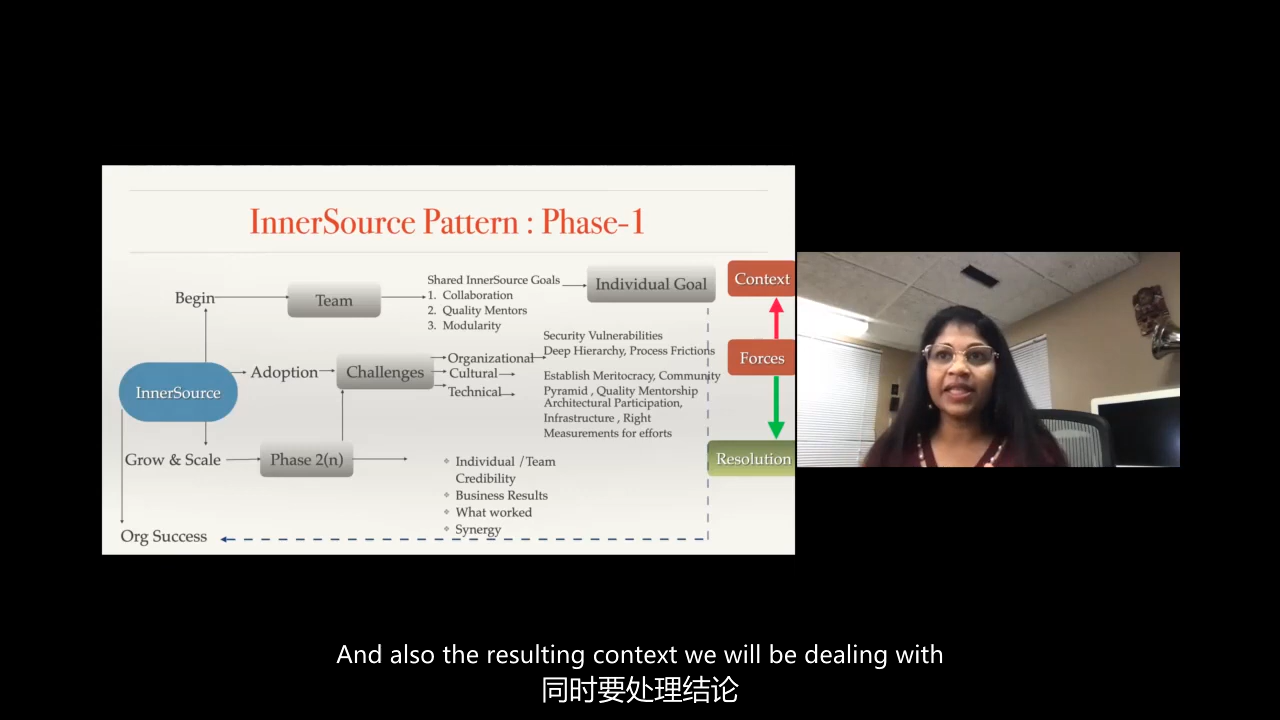 InnerSource Pattern : Phase-1
Begin
Team
Shared InnerSource Goals
1. Collaboration
2. Quality Mentors
3. Modularity
Individual Goal
Context
InnerSource
Adoption
Challenges
Organizational
Cultural
Technical
Security Vulnerabilities
Deep Hierarchy, Process Frictions
Establish Meritocracy, Community
Pyramid , Quality Mentorship
Architectural Participation,
Infrastructure , Right
Measurements for efforts
Forces
Grow & Scale
Phase 2(n)
Individual /Team
Credibility
Business Results
What worked
Synergy
Resolution
Org Success
And also the resulting context we will be dealing with
同时要处理结论